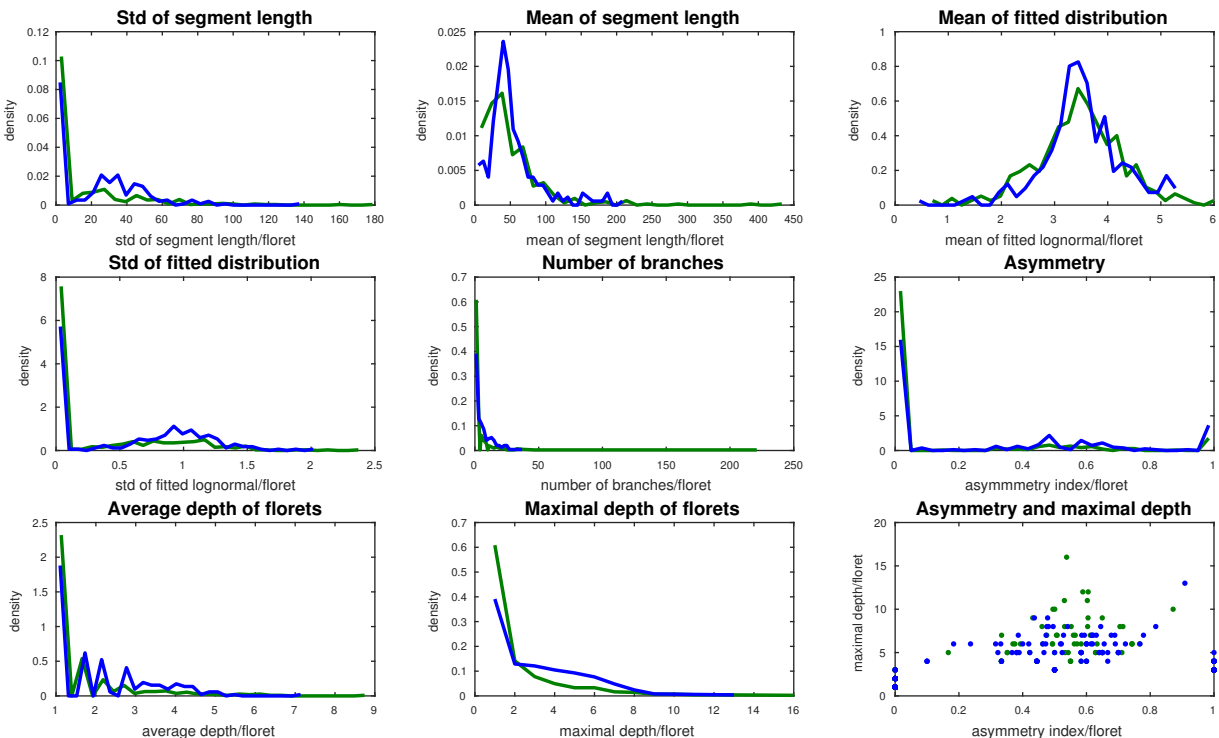 Std of segment length
0.12
0.1
0.08
0.06
0.04
0.02
0
density
0 20 40 60 80 100 120 140 160 180
std of segment length/floret
Mean of segment length
0.025
0.02
0.015
0.01
0.005
0
density
0 50 100 150 200 250 300 350 400 450
mean of segment length/floret
Mean of fitted distribution
1
0.8
0.6
0.4
0.2
0
density
0 1 2 3 4 5 6
mean of fitted lognormal/floret
Std of fitted distribution
8
6
4
2
0
density
0 0.5 1 1.5 2 2.5
std of fitted lognormal/floret
Number of branches
0.7
0.6
0.5
0.4
0.3
0.2
0.1
0
density
0 50 100 150 200 250
number of branches/floret
Asymmetry
25
20
15
10
5
0
density
0 0.2 0.4 0.6 0.8 1
asymmmetry index/floret
Average depth of florets
2.5
2
1.5
1
0.5
0
density
1 2 3 4 5 6 7 8 9
average depth/floret
Maximal depth of florets
0.7
0.6
0.5
0.4
0.3
0.2
0.1
0
density
0 2 4 6 8 10 12 14 16
maximal depth/floret
Asymmetry and maximal depth
20
15
10
5
0
maximal depth/floret
0 0.2 0.4 0.6 0.8 1
asymmetry index/floret